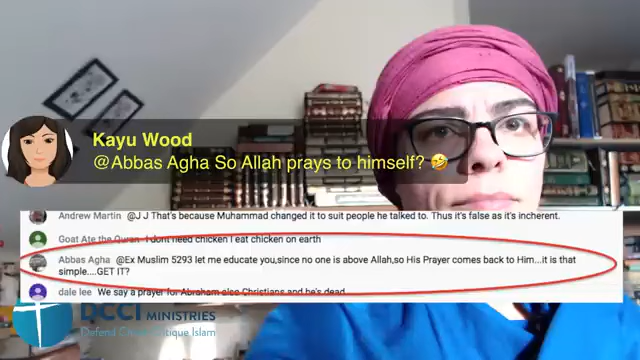 Kayu Wood
@Abbas Agha So Allah prays to himself? 🤣
Andrew Martin @J J That's because Muhammad changed it to suit people he talked to. Thus it's false as it's incherent.
Goat Ate the Quran I dont need chicken I eat chicken on earth
Abbas Agha @Ex Muslim 5293 let me educate you,since no one is above Allah,so His Prayer comes back to Him...it is that
simple....GET IT?
dale lee We say a prayer for Abraham also Christians and he's dead
DCCI MINISTRIES
Defend Christ Critique Islam